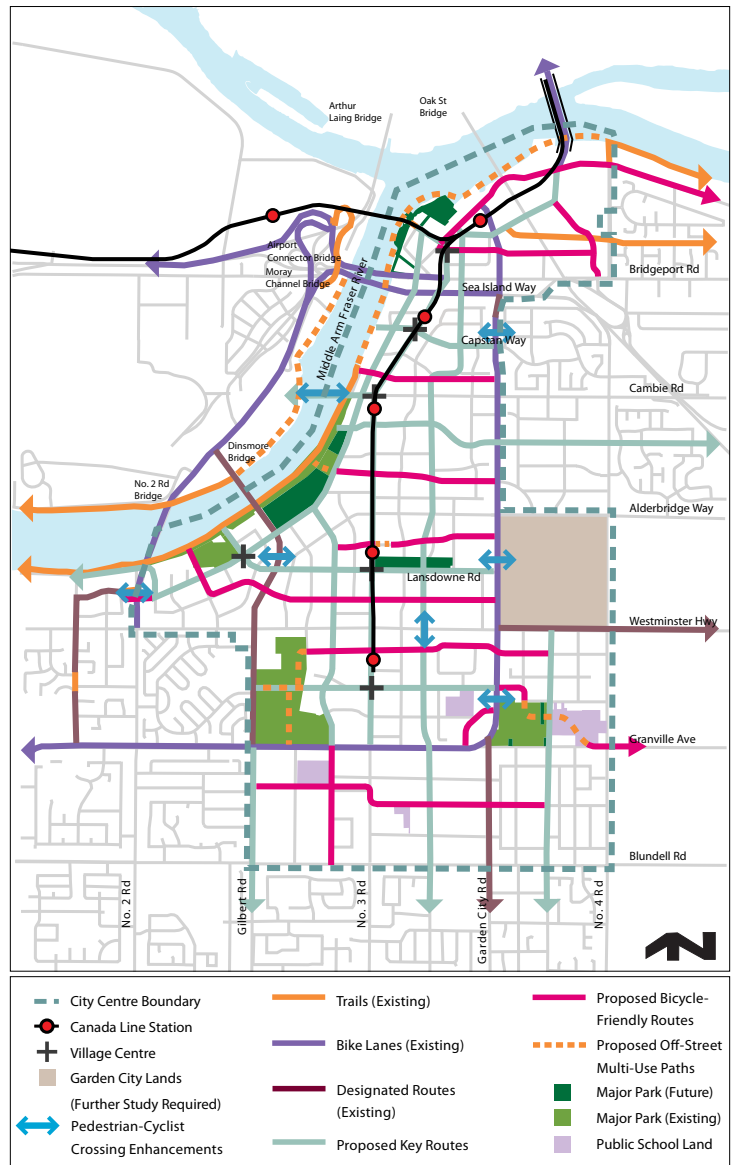 Arthur
Laing Bridge
Oak St
Bridge
Airport
Connector Bridge
Moray
Channel Bridge
Middle Arm Fraser River
Bridgeport Rd
Sea Island Way
Capstan Way
Cambie Rd
Dinsmore
Bridge
No. 2 Rd
Bridge
Alderbridge Way
Lansdowne Rd
Westminster Hwy
Granville Ave
Blundell Rd
No. 2 Rd
Gilbert Rd
No. 3 Rd
Garden City Rd
No. 4 Rd
N
City Centre Boundary
Canada Line Station
Village Centre
Garden City Lands
(Further Study Required)
Pedestrian-Cyclist
Crossing Enhancements
Trails (Existing)
Bike Lanes (Existing)
Designated Routes
(Existing)
Proposed Key Routes
Proposed Bicycle-
Friendly Routes
Proposed Off-Street
Multi-Use Paths
Major Park (Future)
Major Park (Existing)
Public School Land